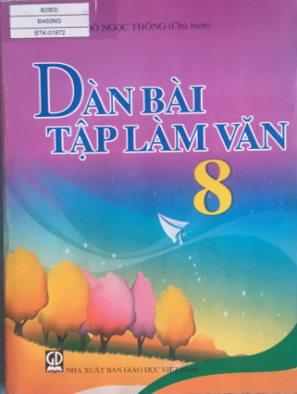 8(083)
Đ450NG
STK-01672
ĐỖ NGỌC THỐNG (Chủ biên)
DÀN BÀI
TẬP LÀM VĂN
8
NHÀ XUẤT BẢN GIÁO DỤC VIỆT NAM